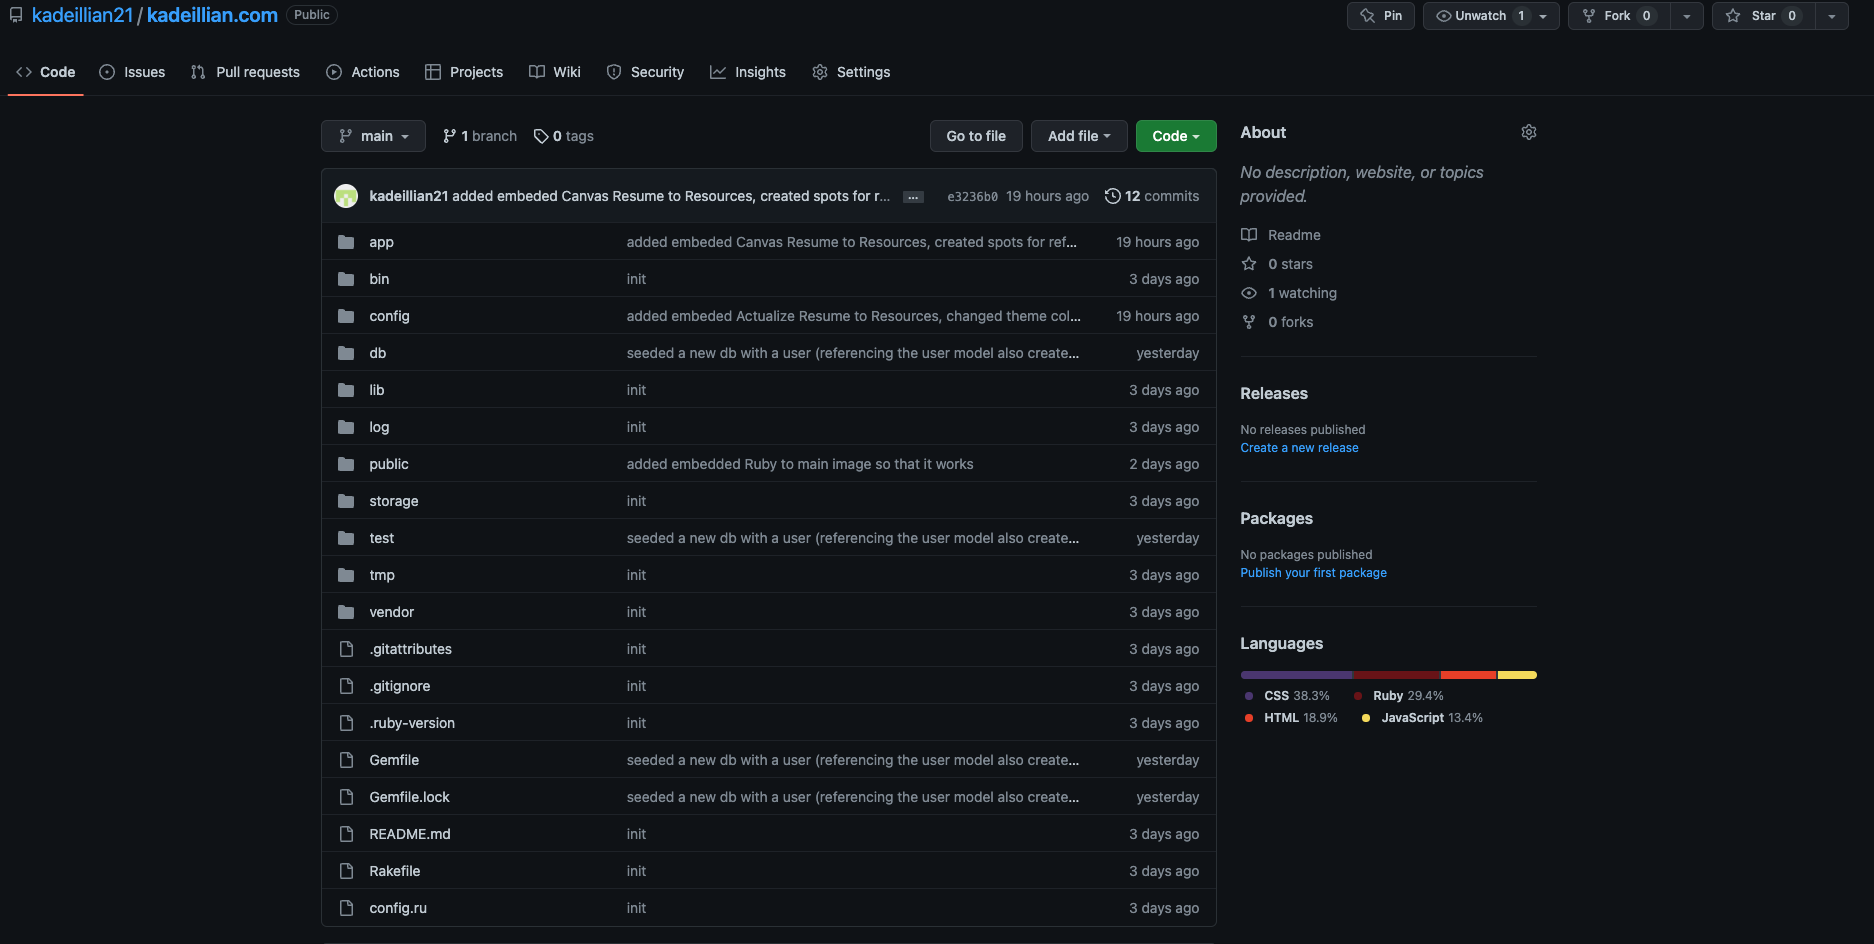 kadeillian21 / kadeillian.com Public
Pin Unwatch 1 Fork 0 Star 0
Code Issues Pull requests Actions Projects Wiki Security Insights Settings
main 1 branch 0 tags Go to file Add file Code
kadeillian21 added embeded Canvas Resume to Resources, created spots for r... ... e3236b0 19 hours ago 12 commits
app added embeded Canvas Resume to Resources, created spots for ref... 19 hours ago
bin init 3 days ago
config added embeded Actualize Resume to Resources, changed theme col... 19 hours ago
db seeded a new db with a user (referencing the user model also create... yesterday
lib init 3 days ago
log init 3 days ago
public added embedded Ruby to main image so that it works 2 days ago
storage init 3 days ago
test seeded a new db with a user (referencing the user model also create... yesterday
tmp init 3 days ago
vendor init 3 days ago
.gitattributes init 3 days ago
.gitignore init 3 days ago
.ruby-version init 3 days ago
Gemfile seeded a new db with a user (referencing the user model also create... yesterday
Gemfile.lock seeded a new db with a user (referencing the user model also create... yesterday
README.md init 3 days ago
Rakefile init 3 days ago
config.ru init 3 days ago
About
No description, website, or topics
provided.
Readme
0 stars
1 watching
0 forks
Releases
No releases published
Create a new release
Packages
No packages published
Publish your first package
Languages
CSS 38.3% Ruby 29.4%
HTML 18.9% JavaScript 13.4%